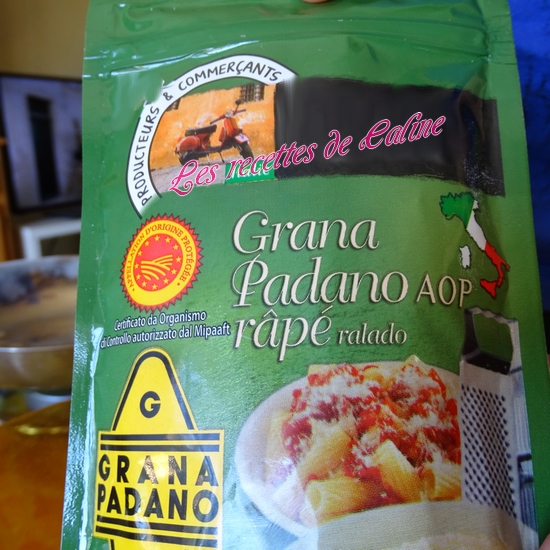 PRODUCTEURS & COMMERÇANTS
Les recettes de Caline
APPELLATION D'ORIGINE PROTÉGÉE
Certificato da Organismo
di Controllo autorizzato dal Mipaaft
Grana
Padano AOP
râpé ralado
G
GRANA
PADANO